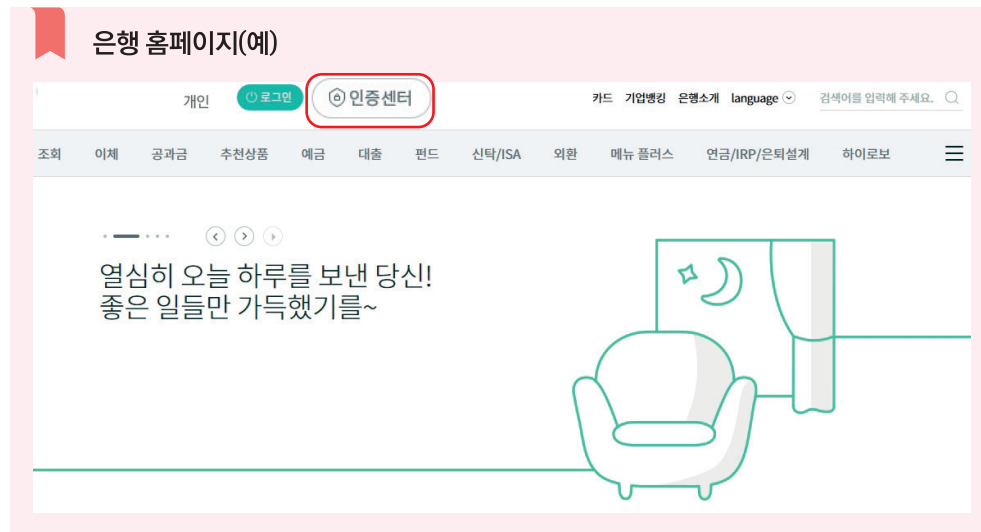 은행 홈페이지(예)
개인 로그인 인증센터 카드 기업뱅킹 은행소개 language 검색어를 입력해 주세요.
조회 이체 공과금 추천상품 예금 대출 펀드 신탁/ISA 외환 메뉴 플러스 연금/IRP/은퇴설계 하이로보
열심히 오늘 하루를 보낸 당신!
좋은 일들만 가득했기를~